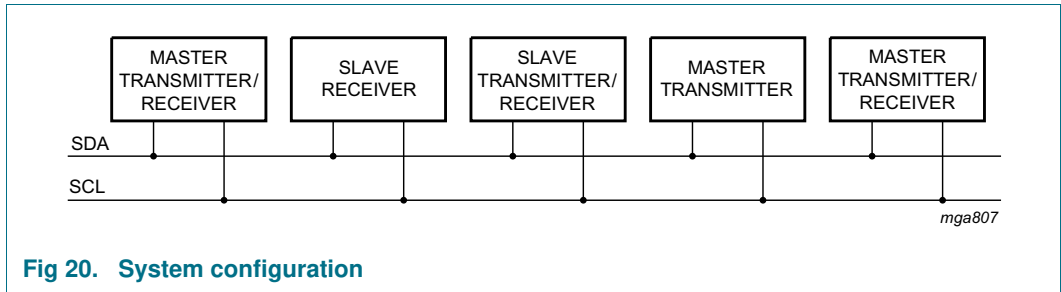 MASTER
TRANSMITTER/
RECEIVER
SLAVE
RECEIVER
SLAVE
TRANSMITTER/
RECEIVER
MASTER
TRANSMITTER
MASTER
TRANSMITTER/
RECEIVER
SDA
SCL
mga807
Fig 20. System configuration